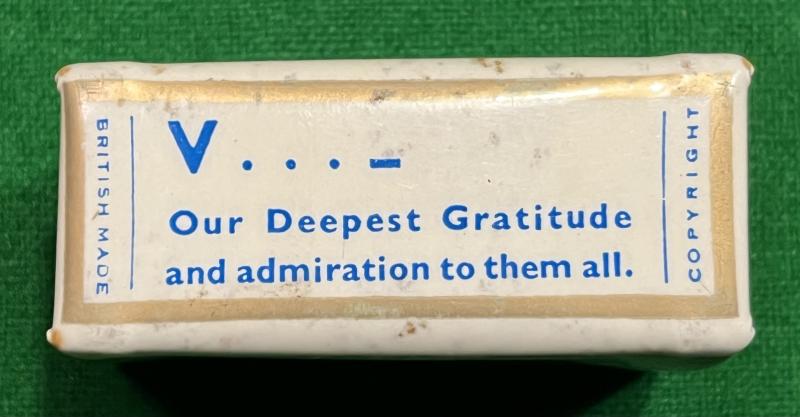 BRITISH MADE
V...–
Our Deepest Gratitude
and admiration to them all.
COPYRIGHT